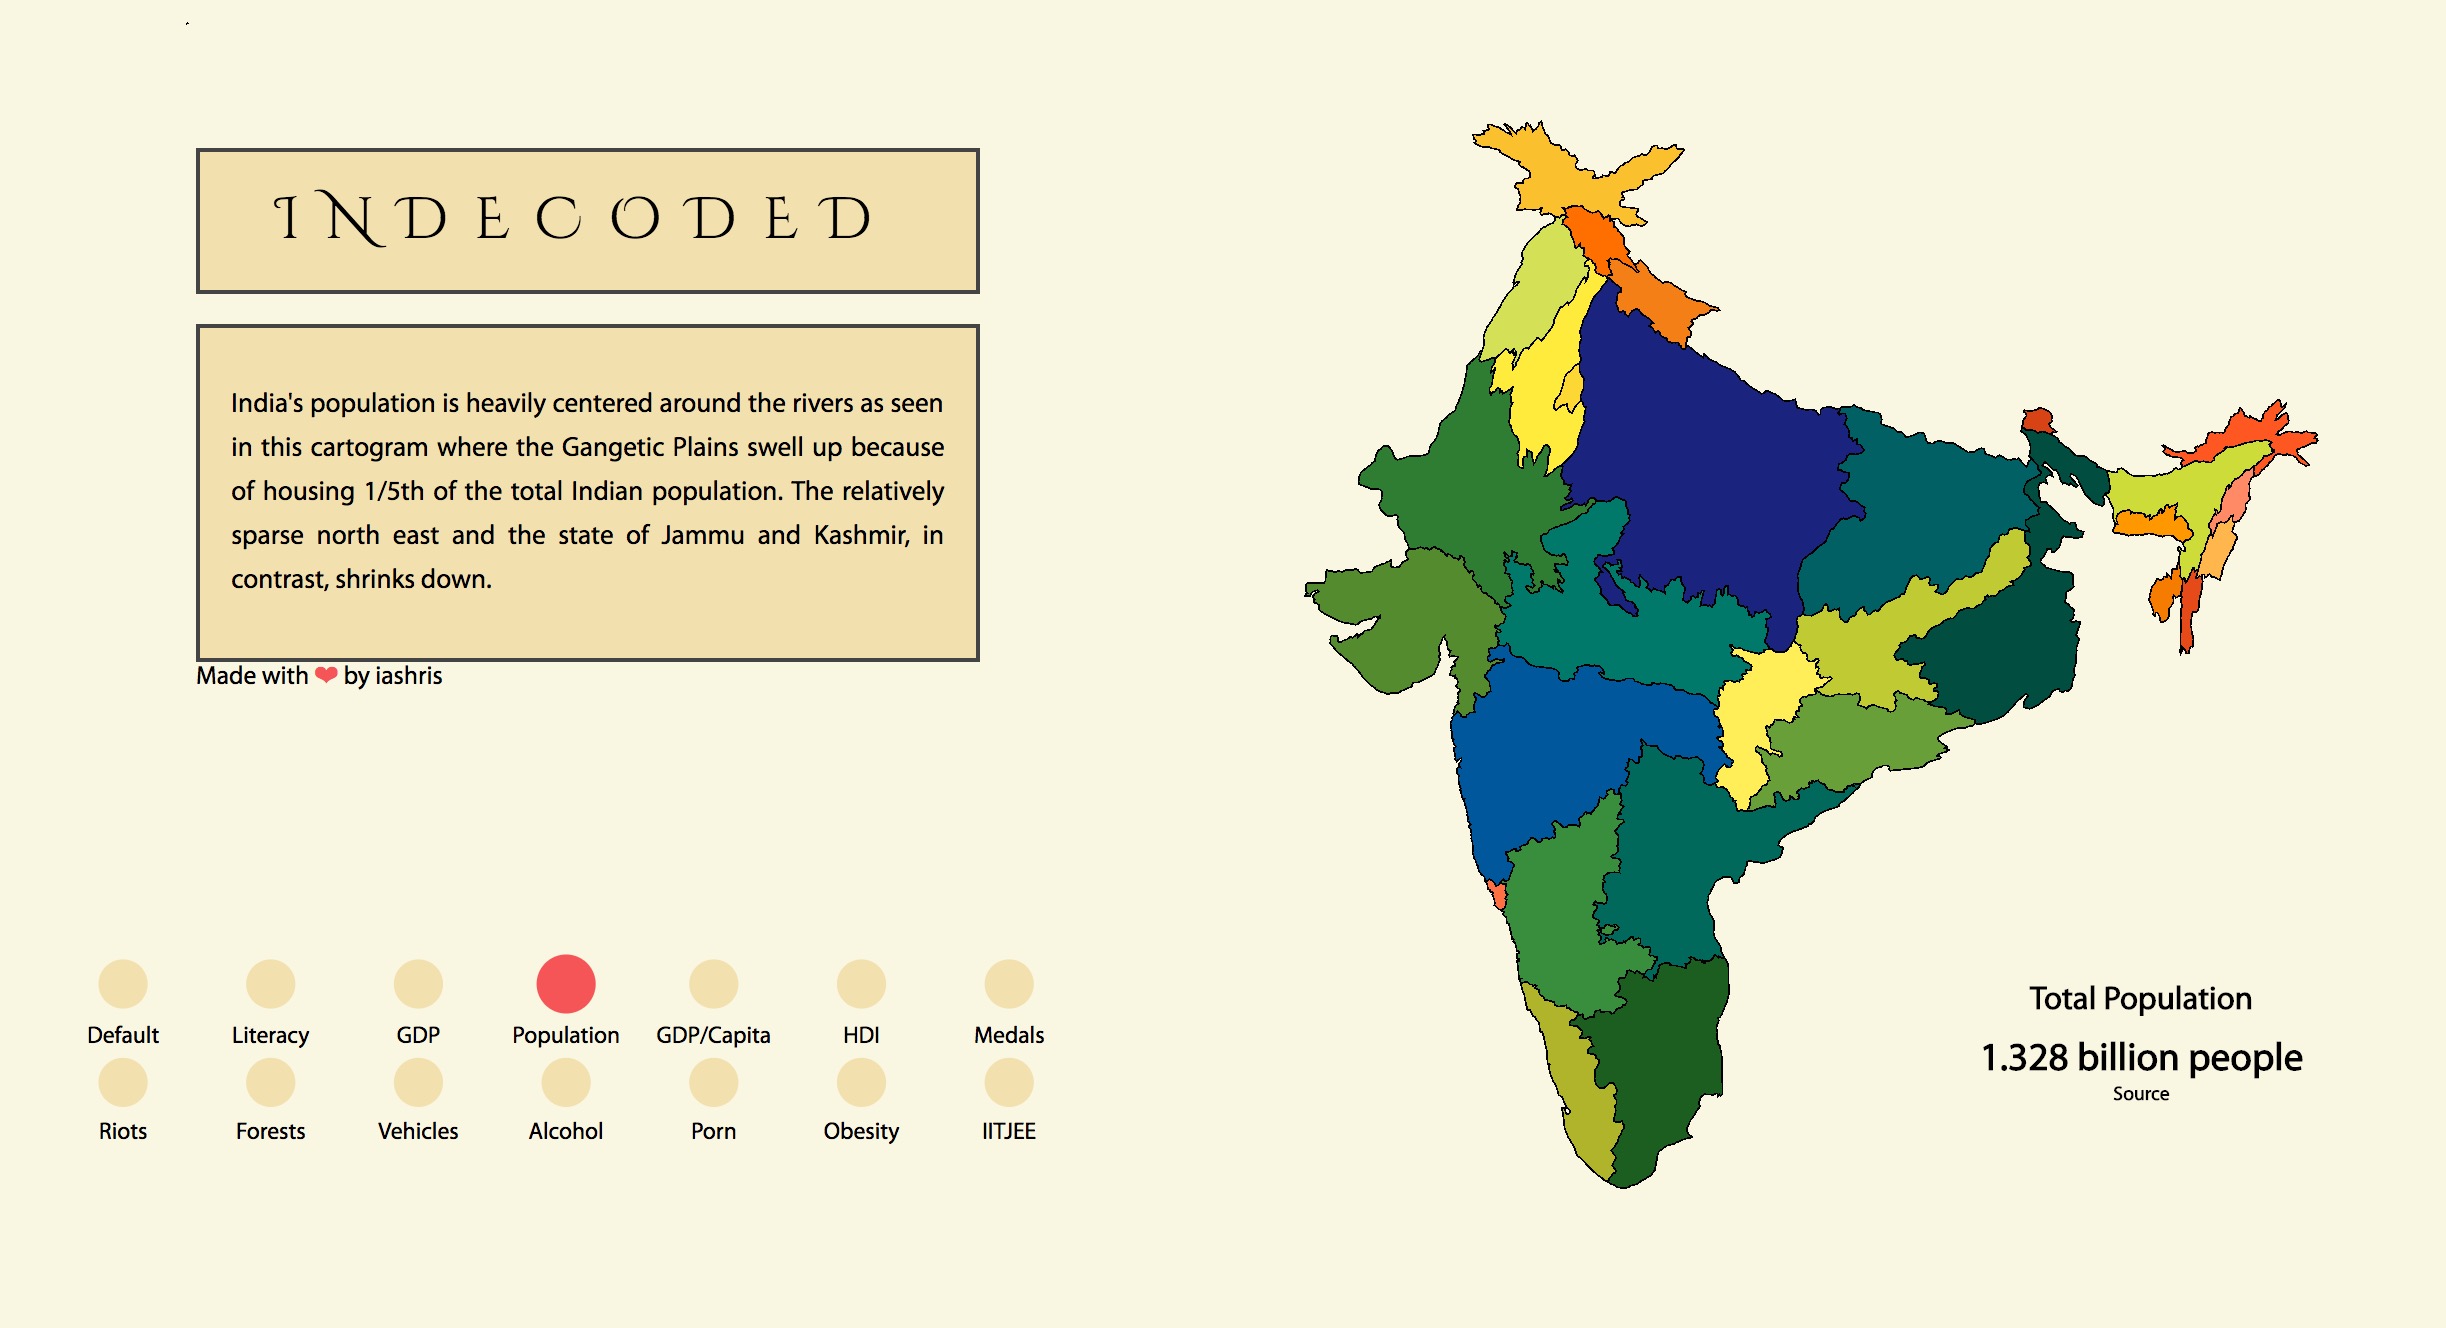 INDECODED
India's population is heavily centered around the rivers as seen
in this cartogram where the Gangetic Plains swell up because
of housing 1/5th of the total Indian population. The relatively
sparse north east and the state of Jammu and Kashmir, in
contrast, shrinks down.
Made with ❤ by iashris
Default Literacy GDP Population GDP/Capita HDI Medals
Riots Forests Vehicles Alcohol Porn Obesity IITJEE
Total Population
1.328 billion people
Source